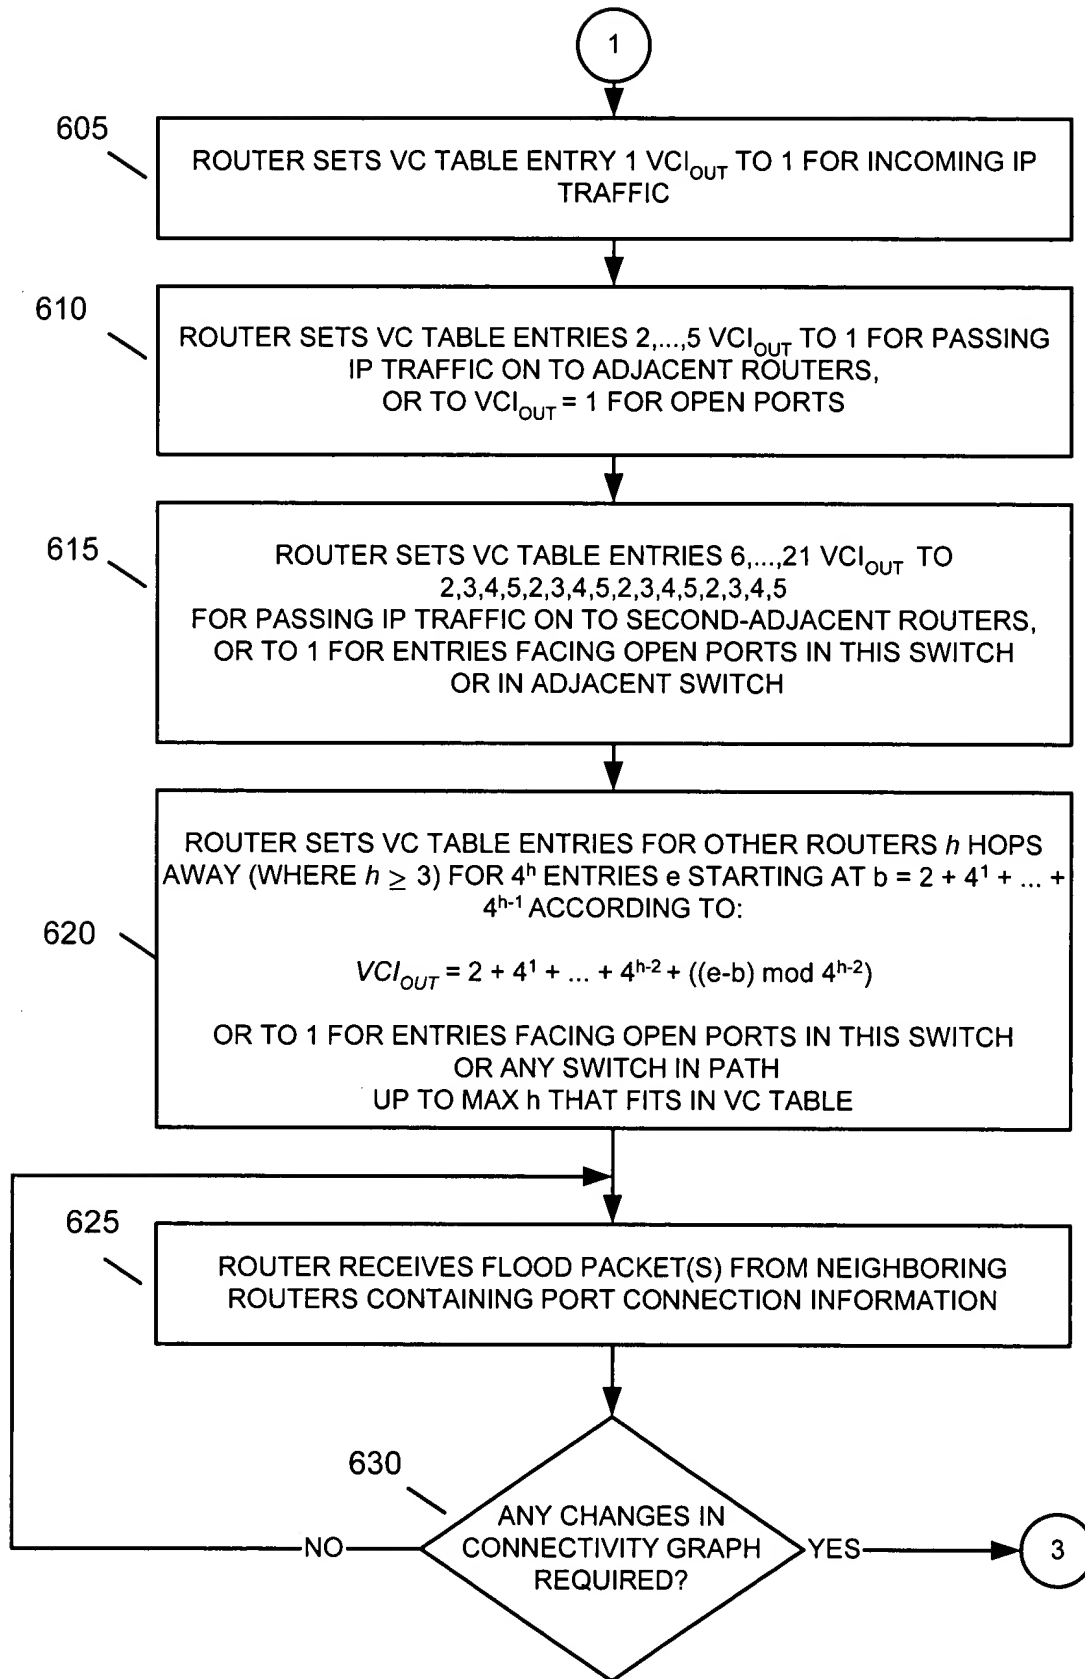 1
605
ROUTER SETS VC TABLE ENTRY 1 VCI_OUT TO 1 FOR INCOMING IP
TRAFFIC
610
ROUTER SETS VC TABLE ENTRIES 2,...,5 VCI_OUT TO 1 FOR PASSING
IP TRAFFIC ON TO ADJACENT ROUTERS,
OR TO VCI_OUT = 1 FOR OPEN PORTS
615
ROUTER SETS VC TABLE ENTRIES 6,...,21 VCI_OUT TO
2,3,4,5,2,3,4,5,2,3,4,5,2,3,4,5
FOR PASSING IP TRAFFIC ON TO SECOND-ADJACENT ROUTERS,
OR TO 1 FOR ENTRIES FACING OPEN PORTS IN THIS SWITCH
OR IN ADJACENT SWITCH
620
ROUTER SETS VC TABLE ENTRIES FOR OTHER ROUTERS h HOPS
AWAY (WHERE h ≥ 3) FOR 4^h ENTRIES e STARTING AT b = 2 + 4^1 + ... +
4^(h-1) ACCORDING TO:
VCI_OUT = 2 + 4^1 + ... + 4^(h-2) + ((e-b) mod 4^(h-2))
OR TO 1 FOR ENTRIES FACING OPEN PORTS IN THIS SWITCH
OR ANY SWITCH IN PATH
UP TO MAX h THAT FITS IN VC TABLE
625
ROUTER RECEIVES FLOOD PACKET(S) FROM NEIGHBORING
ROUTERS CONTAINING PORT CONNECTION INFORMATION
630
ANY CHANGES IN
CONNECTIVITY GRAPH
REQUIRED?
NO
YES
3